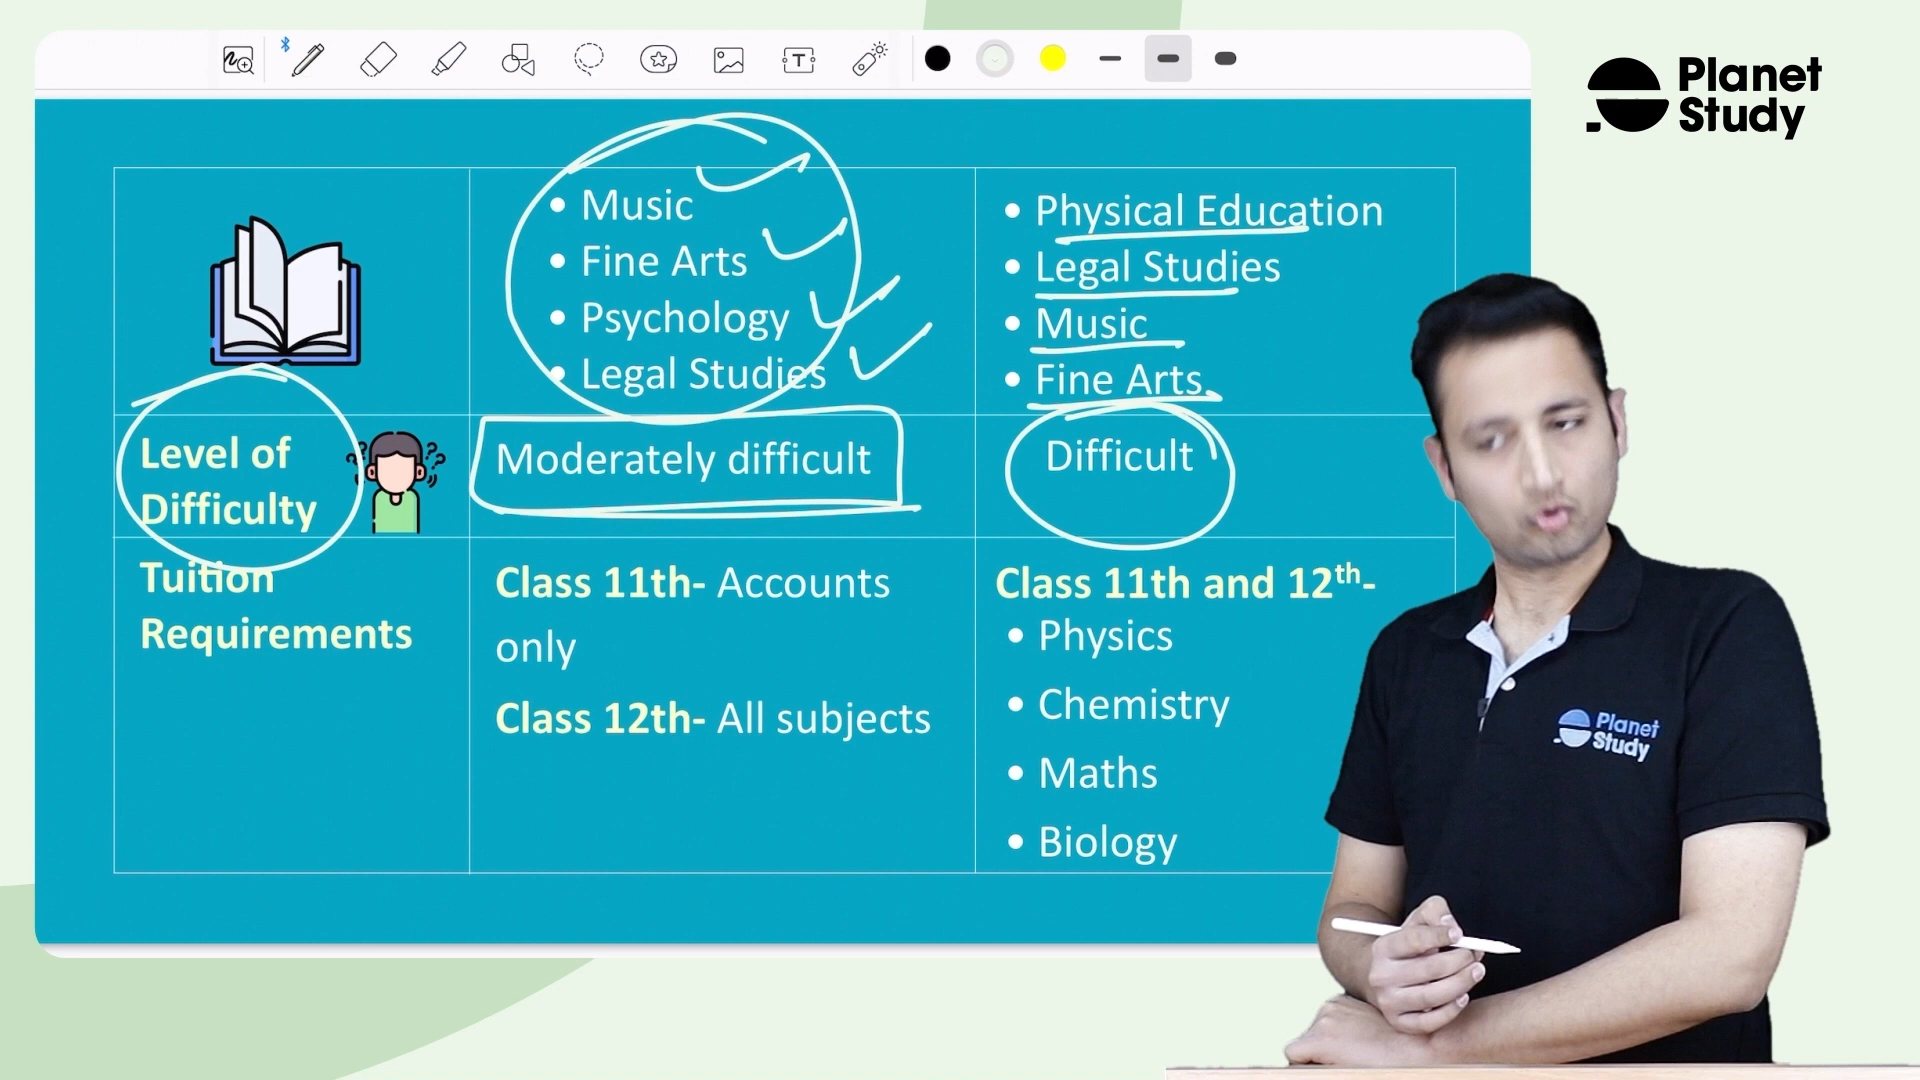 Planet
Study
• Music
• Fine Arts
• Psychology
• Legal Studies
• Physical Education
• Legal Studies
• Music
• Fine Arts
Level of
Difficulty
Moderately difficult
Difficult
Tuition
Requirements
Class 11th- Accounts
only
Class 12th- All subjects
Class 11th and 12th-
• Physics
• Chemistry
• Maths
• Biology
Planet
Study